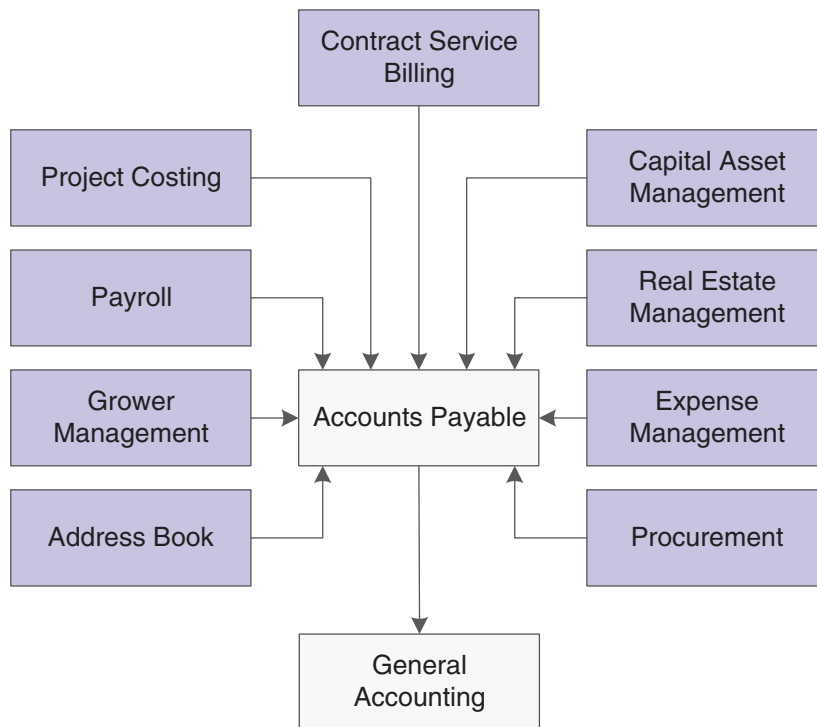 Contract Service
Billing
Project Costing
Capital Asset
Management
Payroll
Real Estate
Management
Grower
Management
Accounts Payable
Expense
Management
Address Book
Procurement
General
Accounting